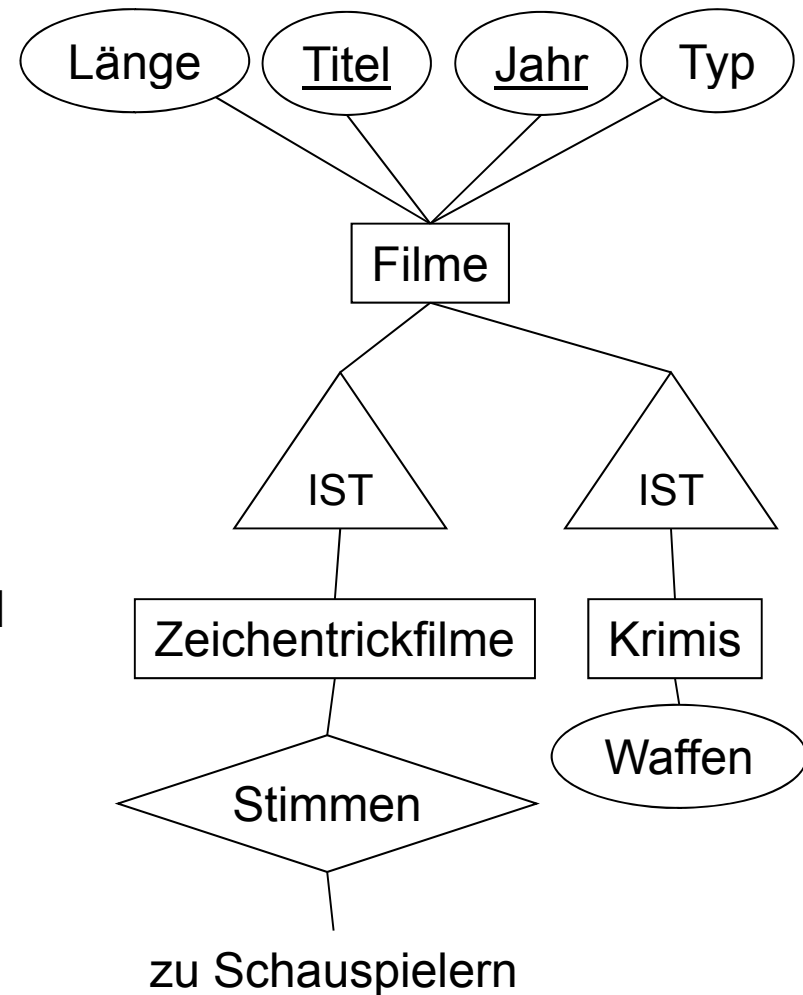 Länge Titel Jahr Typ
Filme
IST IST
Zeichentrickfilme Krimis
Waffen
Stimmen
zu Schauspielern